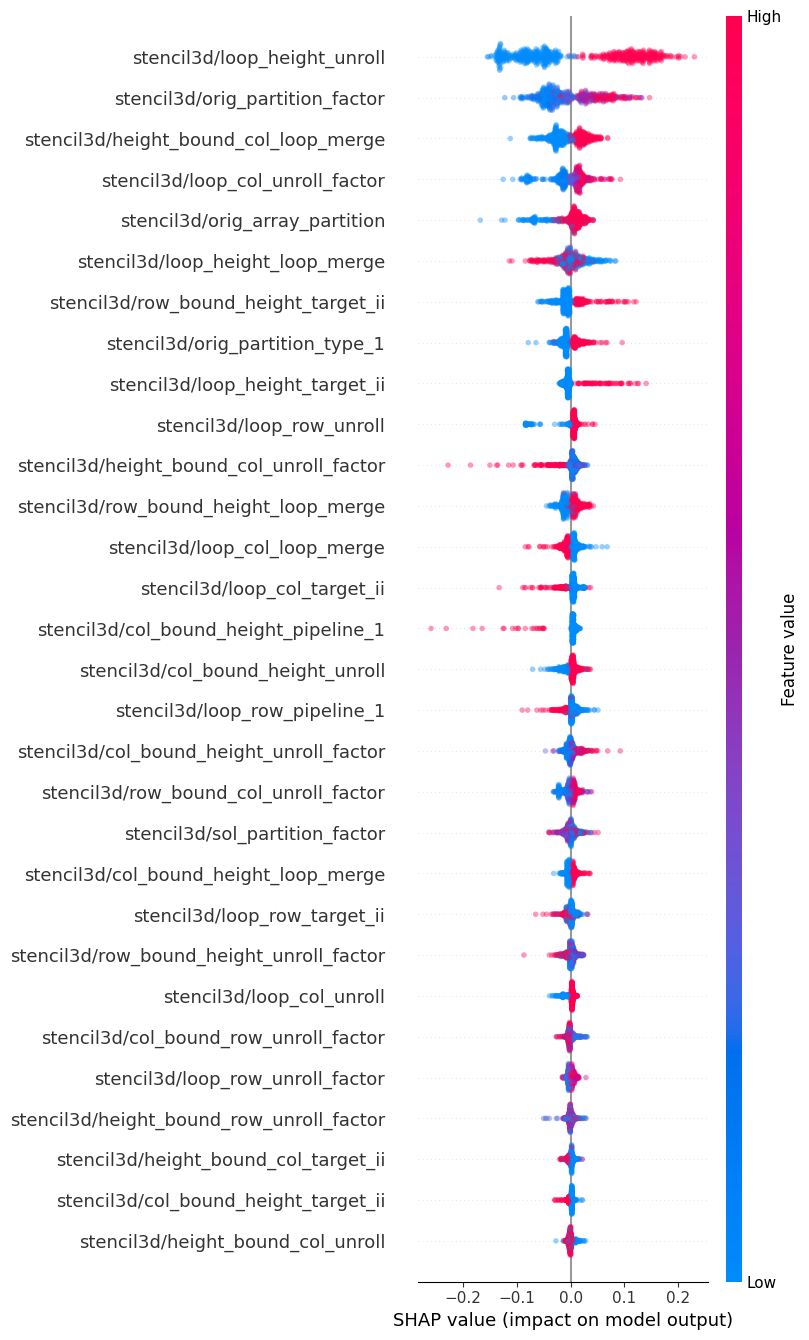 High
stencil3d/loop_height_unroll
stencil3d/orig_partition_factor
stencil3d/height_bound_col_loop_merge
stencil3d/loop_col_unroll_factor
stencil3d/orig_array_partition
stencil3d/loop_height_loop_merge
stencil3d/row_bound_height_target_ii
stencil3d/orig_partition_type_1
stencil3d/loop_height_target_ii
stencil3d/loop_row_unroll
stencil3d/height_bound_col_unroll_factor
stencil3d/row_bound_height_loop_merge
stencil3d/loop_col_loop_merge
stencil3d/loop_col_target_ii
stencil3d/col_bound_height_pipeline_1
stencil3d/col_bound_height_unroll
stencil3d/loop_row_pipeline_1
stencil3d/col_bound_height_unroll_factor
stencil3d/row_bound_col_unroll_factor
stencil3d/sol_partition_factor
stencil3d/col_bound_height_loop_merge
stencil3d/loop_row_target_ii
stencil3d/row_bound_height_unroll_factor
stencil3d/loop_col_unroll
stencil3d/col_bound_row_unroll_factor
stencil3d/loop_row_unroll_factor
stencil3d/height_bound_row_unroll_factor
stencil3d/height_bound_col_target_ii
stencil3d/col_bound_height_target_ii
stencil3d/height_bound_col_unroll
Feature value
Low
−0.2 −0.1 0.0 0.1 0.2
SHAP value (impact on model output)